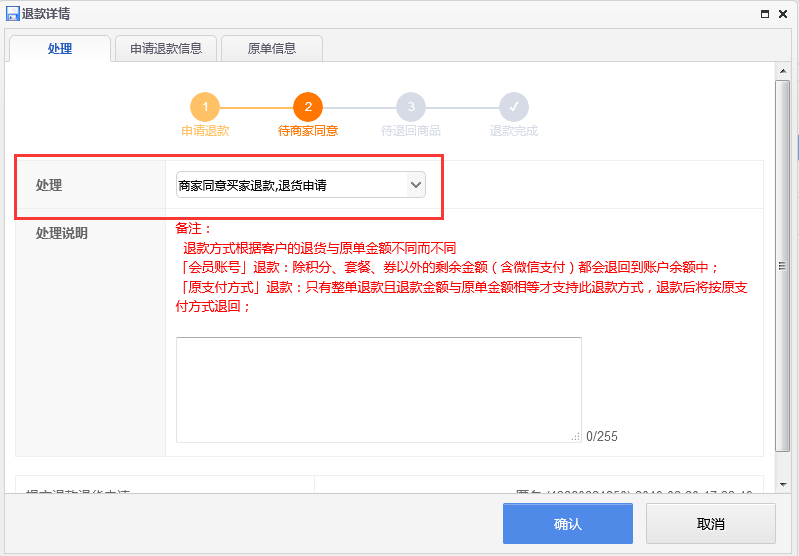 退款详情
处理
申请退款信息
原单信息
1
2
3
✓
申请退款
待商家同意
待退回商品
退款完成
处理
商家同意买家退款,退货申请
处理说明
备注：
退款方式根据客户的退货与原单金额不同而不同
「会员账号」退款：除积分、套餐、券以外的剩余金额（含微信支付）都会退回到账户余额中；
「原支付方式」退款：只有整单退款且退款金额与原单金额相等才支持此退款方式，退款后将按原支
付方式退回；
0/255
确认
取消